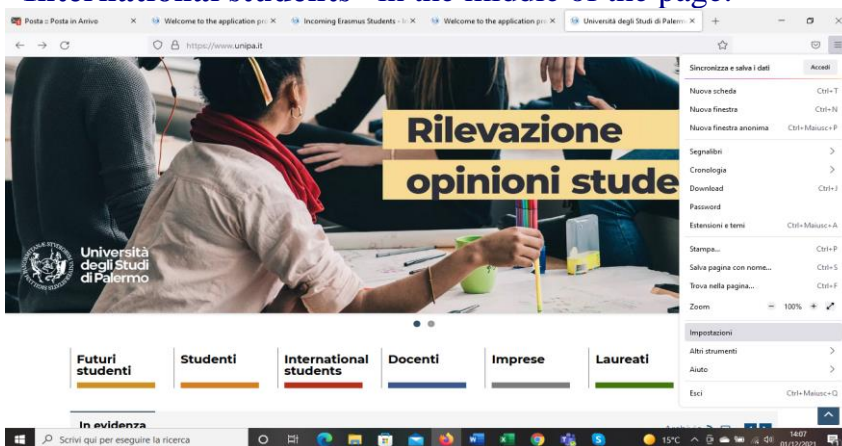 "International students" in the middle of the page.
Posta :: Posta in Arrivo
Welcome to the application pro
Incoming Erasmus Students - In
Welcome to the application pro
Università degli Studi di Palerm
https://www.unipa.it
Sincronizza e salva i dati Accedi
Nuova scheda Ctrl+T
Nuova finestra Ctrl+N
Nuova finestra anonima Ctrl+Maiusc+P
Segnalibri
Cronologia
Download Ctrl+J
Password
Estensioni e temi Ctrl+Maiusc+A
Stampa... Ctrl+P
Salva pagina con nome... Ctrl+S
Trova nella pagina... Ctrl+F
Zoom 100%
Impostazioni
Altri strumenti
Aiuto
Esci Ctrl+Maiusc+Q
Rilevazione
opinioni stude
Università
degli Studi
di Palermo
Futuri
studenti
Studenti
International
students
Docenti
Imprese
Laureati
In evidenza
Scrivi qui per eseguire la ricerca
15°C
14:07
01/12/2021